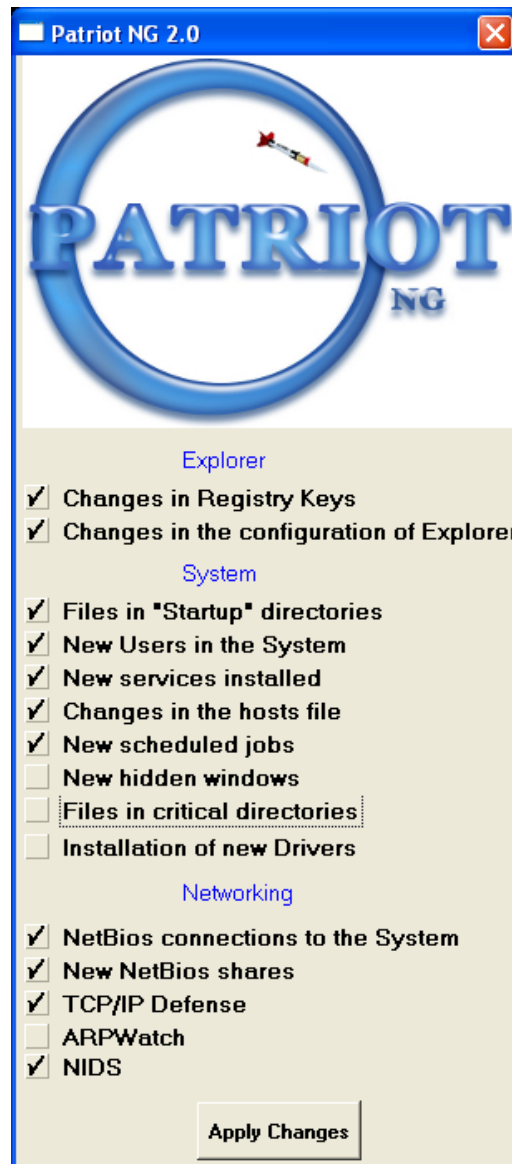 Patriot NG 2.0
PATRIOT
NG
Explorer
Changes in Registry Keys
Changes in the configuration of Explorer
System
Files in "Startup" directories
New Users in the System
New services installed
Changes in the hosts file
New scheduled jobs
New hidden windows
Files in critical directories
Installation of new Drivers
Networking
NetBios connections to the System
New NetBios shares
TCP/IP Defense
ARPWatch
NIDS
Apply Changes